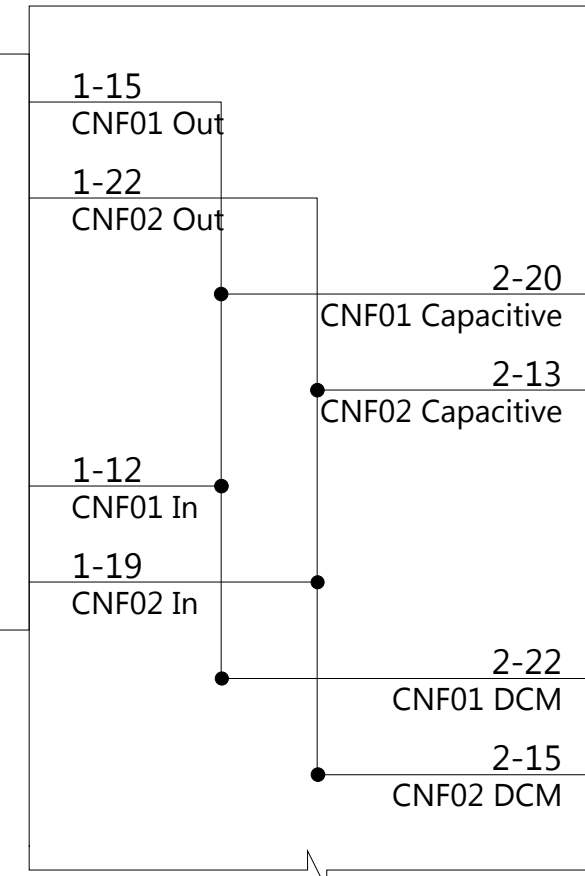 1-15
CNF01 Out
1-22
CNF02 Out
2-20
CNF01 Capacitive
2-13
CNF02 Capacitive
1-12
CNF01 In
1-19
CNF02 In
2-22
CNF01 DCM
2-15
CNF02 DCM